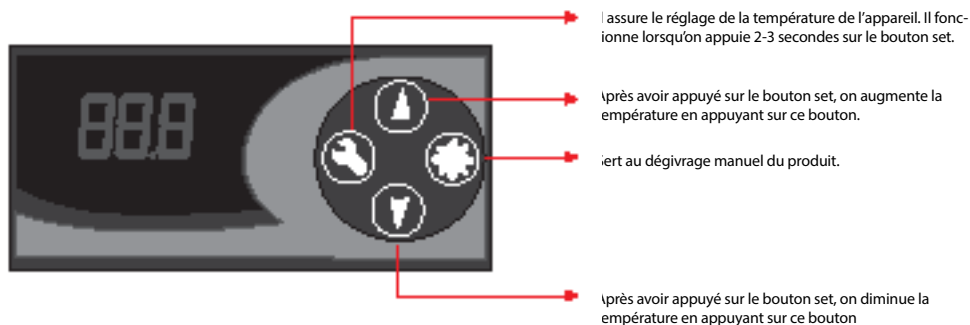 l assure le réglage de la température de l'appareil. Il fonc-
ionne lorsqu'on appuie 2-3 secondes sur le bouton set.
Après avoir appuyé sur le bouton set, on augmente la
empérature en appuyant sur ce bouton.
Sert au dégivrage manuel du produit.
Après avoir appuyé sur le bouton set, on diminue la
empérature en appuyant sur ce bouton
88.8